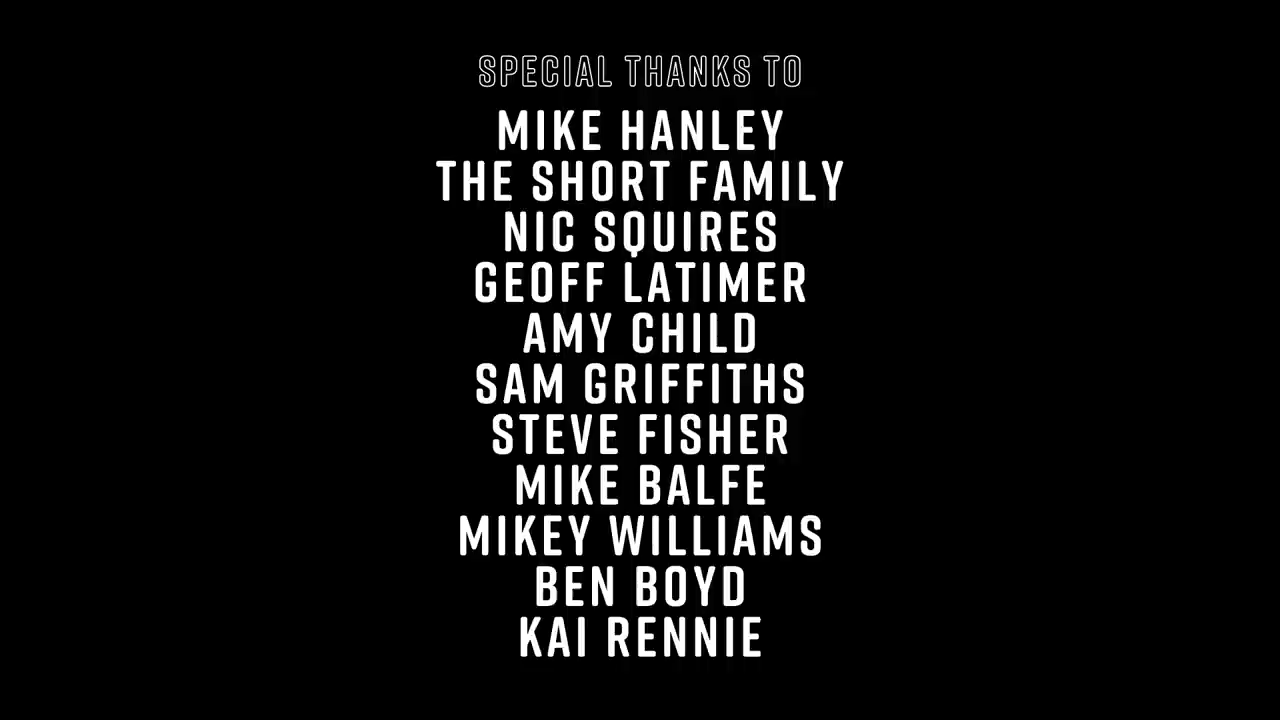 SPECIAL THANKS TO
MIKE HANLEY
THE SHORT FAMILY
NIC SQUIRES
GEOFF LATIMER
AMY CHILD
SAM GRIFFITHS
STEVE FISHER
MIKE BALFE
MIKEY WILLIAMS
BEN BOYD
KAI RENNIE